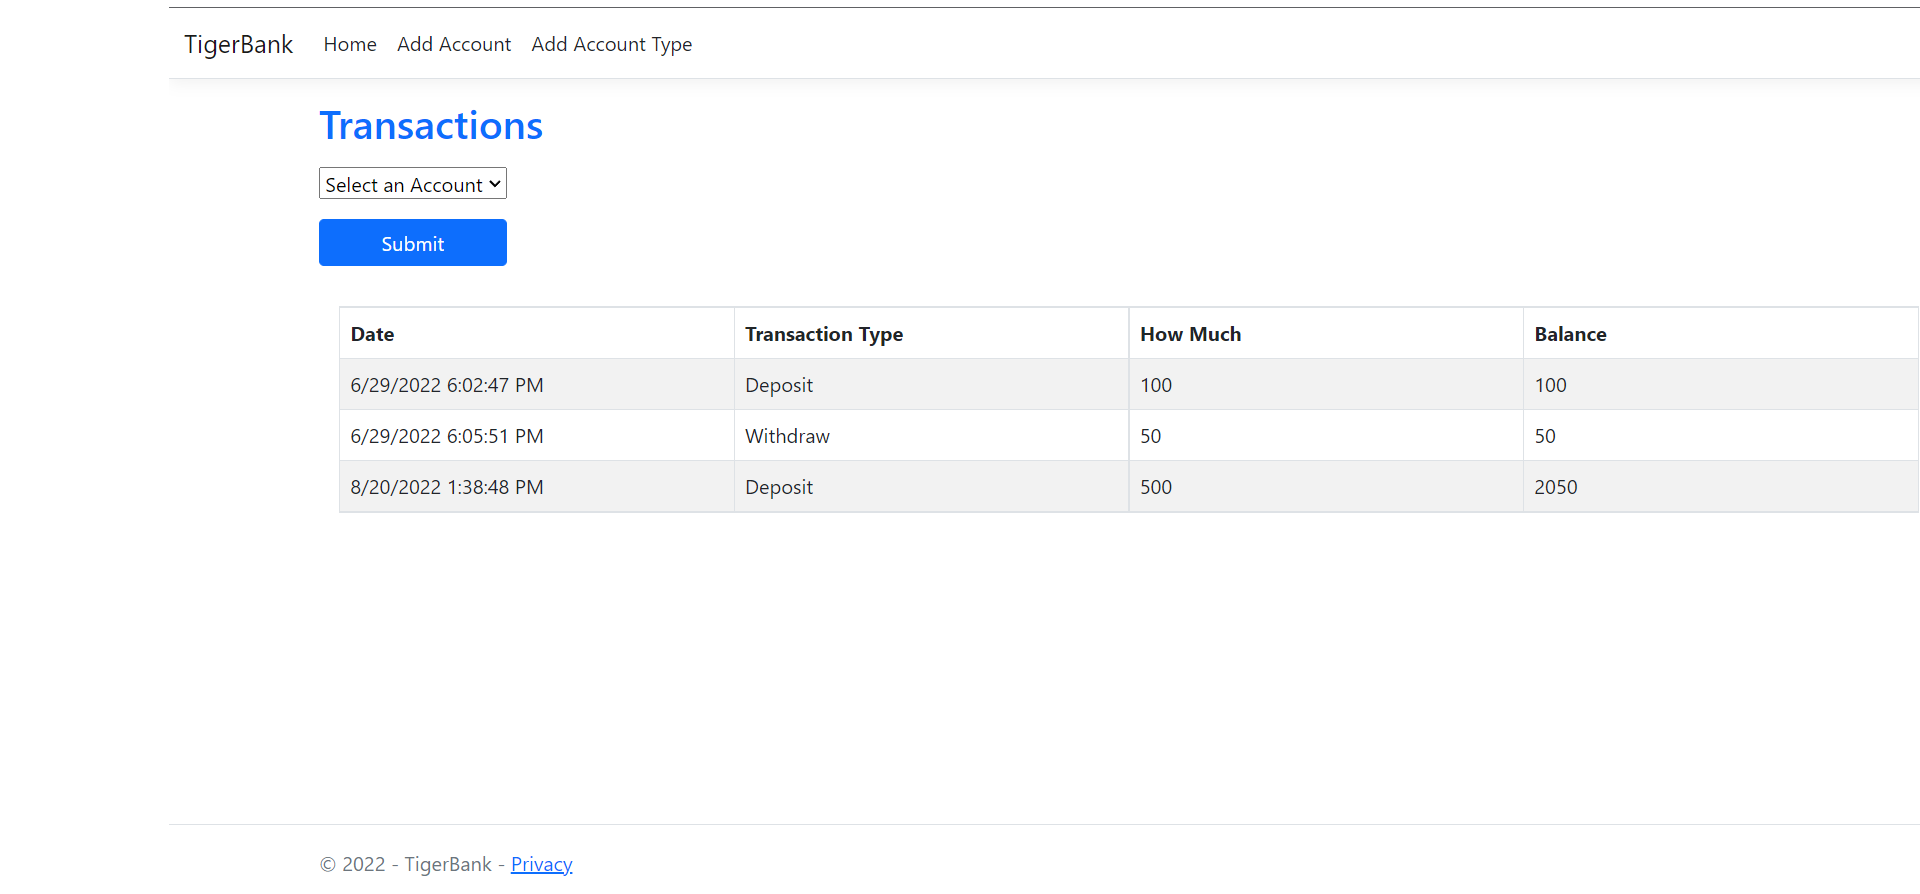 TigerBank Home Add Account Add Account Type
Transactions
Select an Account
Submit
Date Transaction Type How Much Balance
6/29/2022 6:02:47 PM Deposit 100 100
6/29/2022 6:05:51 PM Withdraw 50 50
8/20/2022 1:38:48 PM Deposit 500 2050
© 2022 - TigerBank - Privacy